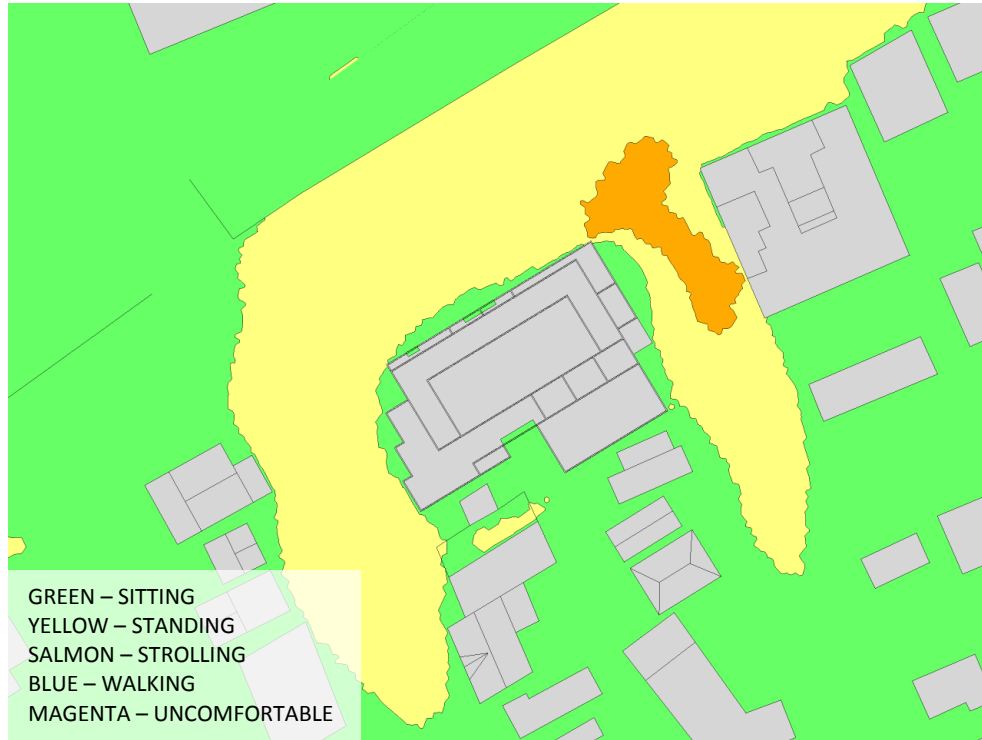 GREEN – SITTING
YELLOW – STANDING
SALMON – STROLLING
BLUE – WALKING
MAGENTA – UNCOMFORTABLE